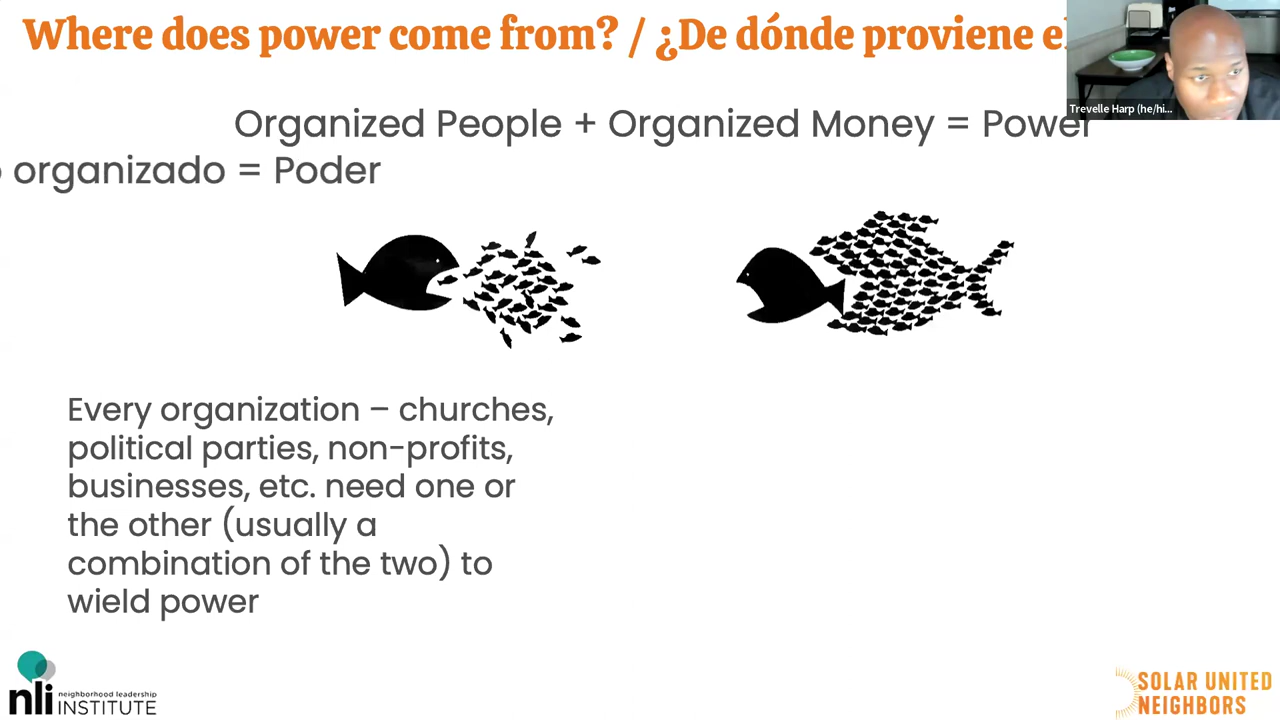 Where does power come from? / ¿De dónde proviene el
Trevelle Harp (he/hi...
Organized People + Organized Money = Power
organizado = Poder
Every organization – churches,
political parties, non-profits,
businesses, etc. need one or
the other (usually a
combination of the two) to
wield power
nli neighborhood leadership
INSTITUTE
SOLAR UNITED
NEIGHBORS